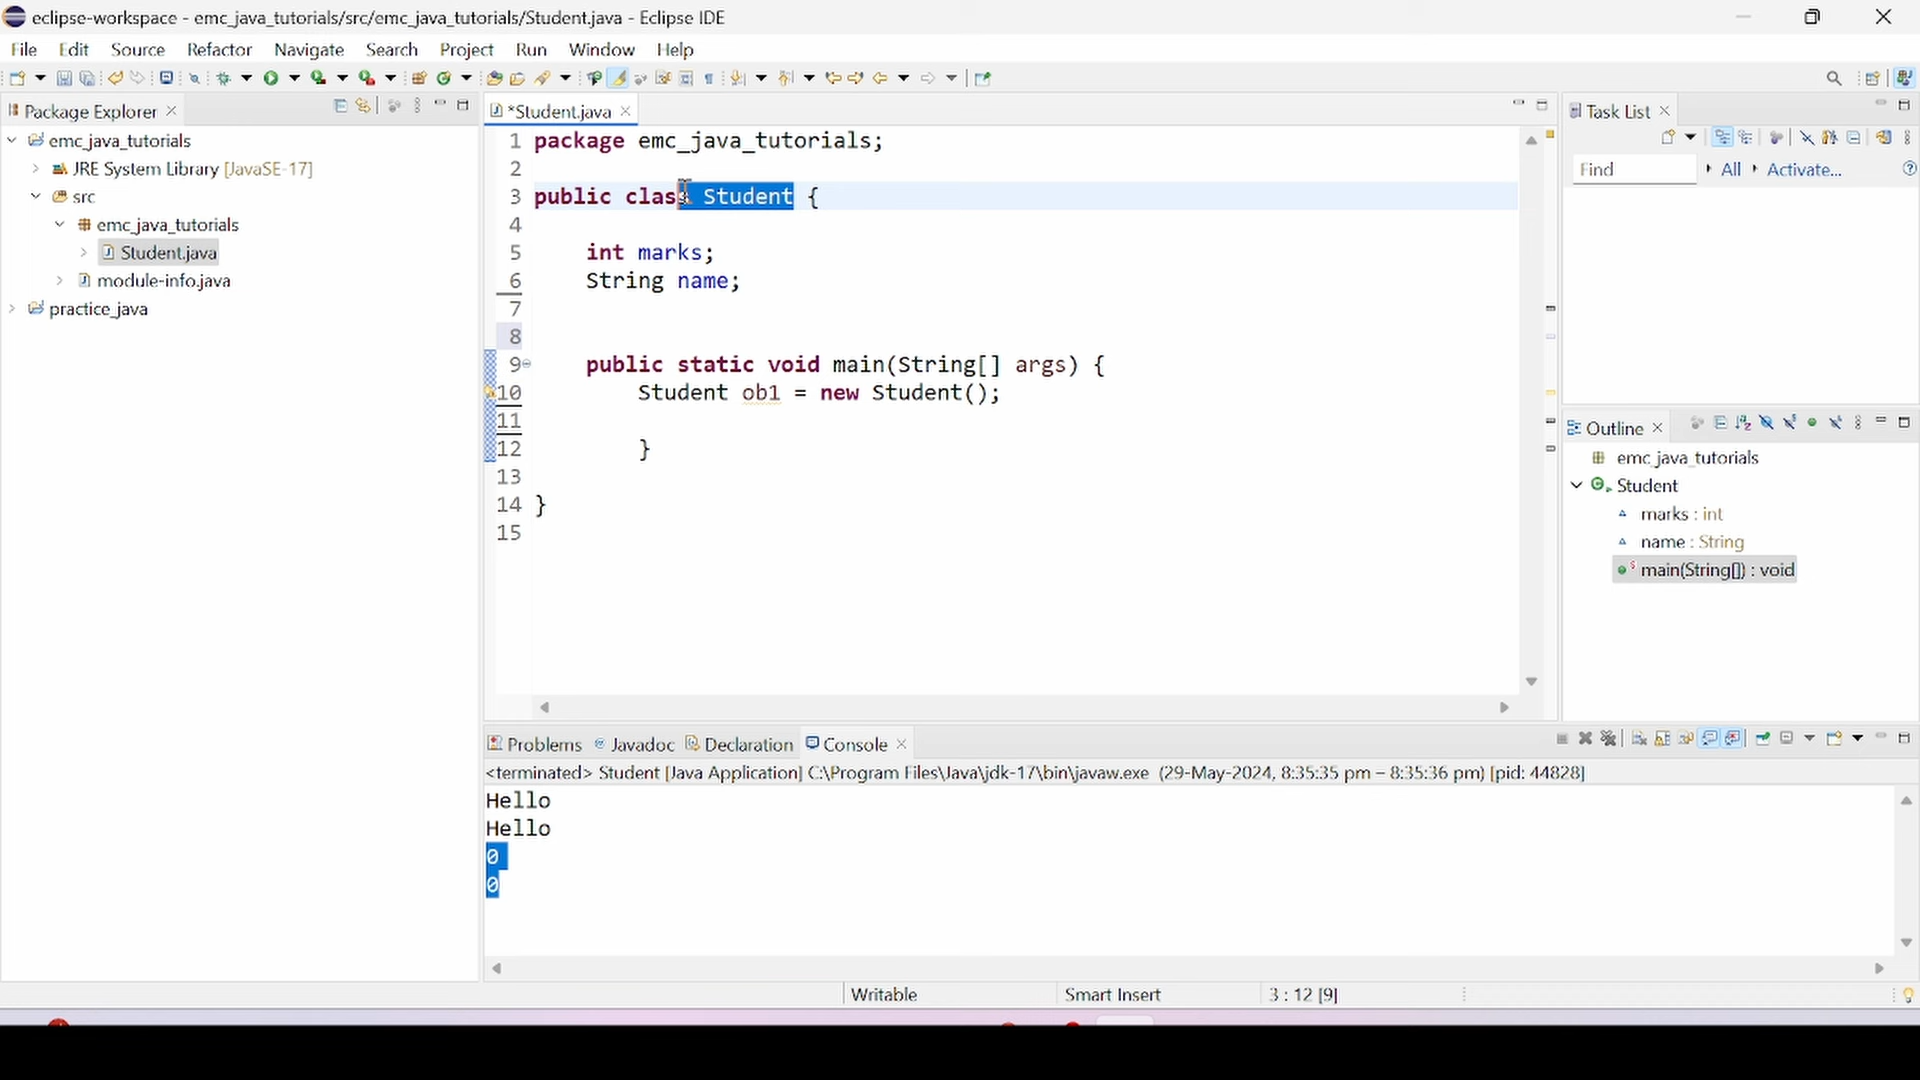 eclipse-workspace - emc_java_tutorials/src/emc_java_tutorials/Student.java - Eclipse IDE
File Edit Source Refactor Navigate Search Project Run Window Help
Package Explorer
emc_java_tutorials
JRE System Library [JavaSE-17]
src
emc_java_tutorials
Student.java
module-info.java
practice_java
*Student.java
1 package emc_java_tutorials;
2
3 public class Student {
4
5 int marks;
6 String name;
7
8
9 public static void main(String[] args) {
10 Student ob1 = new Student();
11
12 }
13
14 }
15
Task List
Find All Activate...
Outline
emc_java_tutorials
Student
marks : int
name : String
main(String[]) : void
Problems Javadoc Declaration Console
<terminated> Student [Java Application] C:\Program Files\Java\jdk-17\bin\javaw.exe (29-May-2024, 8:35:35 pm – 8:35:36 pm) [pid: 44828]
Hello
Hello
0
0
Writable Smart Insert 3 : 12 [9]